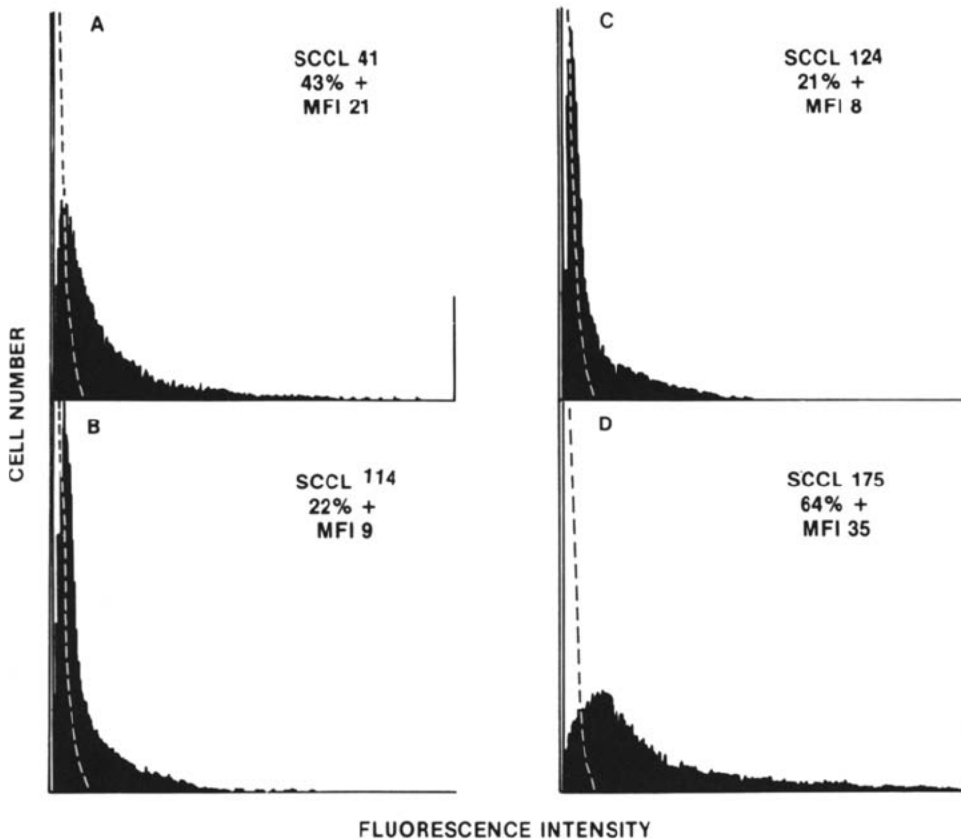 A
SCCL 41
43% +
MFI 21
C
SCCL 124
21% +
MFI 8
B
SCCL 114
22% +
MFI 9
D
SCCL 175
64% +
MFI 35
CELL NUMBER
FLUORESCENCE INTENSITY